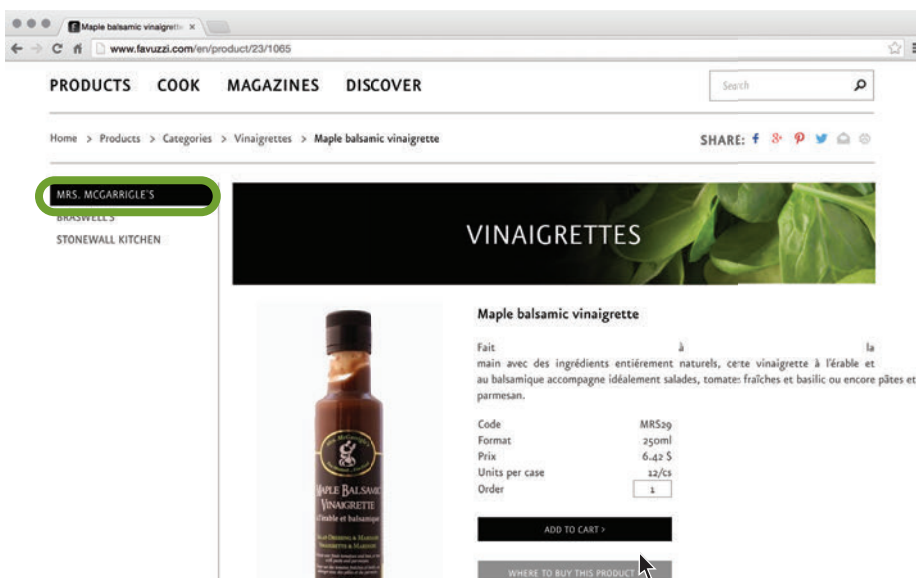 Maple balsamic vinaigrette
www.favuzzi.com/en/product/23/1065
PRODUCTS COOK MAGAZINES DISCOVER
Search
Home > Products > Categories > Vinaigrettes > Maple balsamic vinaigrette
SHARE:
MRS. MCGARRIGLE'S
BRASWELL'S
STONEWALL KITCHEN
VINAIGRETTES
Maple balsamic vinaigrette
Fait à la
main avec des ingrédients entiérement naturels, cette vinaigrette à l'érable et
au balsamique accompagne idéalement salades, tomates fraîches et basilic ou encore pâtes et
parmesan.
Code MRS29
Format 250ml
Prix 6.42 $
Units per case 12/cs
Order 1
ADD TO CART >
WHERE TO BUY THIS PRODUCT
Mrs. McGarrigle's
MAPLE BALSAMIC
VINAIGRETTE